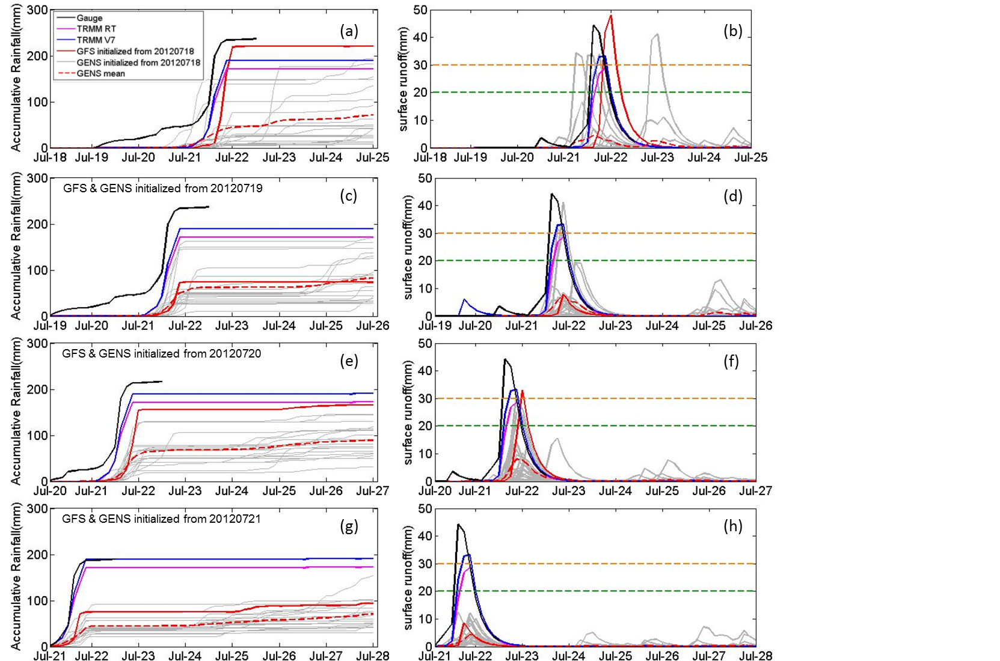 300
200
100
0
Accumulative Rainfall(mm)
Gauge
TRMM RT
TRMM V7
GFS initialized from 20120718
GENS initialized from 20120718
GENS mean
(a)
Jul-18 Jul-19 Jul-20 Jul-21 Jul-22 Jul-23 Jul-24 Jul-25
50
40
30
20
10
0
surface runoff(mm)
(b)
Jul-18 Jul-19 Jul-20 Jul-21 Jul-22 Jul-23 Jul-24 Jul-25
300
200
100
0
Accumulative Rainfall(mm)
GFS & GENS initialized from 20120719
(c)
Jul-19 Jul-20 Jul-21 Jul-22 Jul-23 Jul-24 Jul-25 Jul-26
50
40
30
20
10
0
surface runoff(mm)
(d)
Jul-19 Jul-20 Jul-21 Jul-22 Jul-23 Jul-24 Jul-25 Jul-26
300
200
100
0
Accumulative Rainfall(mm)
GFS & GENS initialized from 20120720
(e)
Jul-20 Jul-21 Jul-22 Jul-23 Jul-24 Jul-25 Jul-26 Jul-27
50
40
30
20
10
0
surface runoff(mm)
(f)
Jul-20 Jul-21 Jul-22 Jul-23 Jul-24 Jul-25 Jul-26 Jul-27
300
200
100
0
Accumulative Rainfall(mm)
GFS & GENS initialized from 20120721
(g)
Jul-21 Jul-22 Jul-23 Jul-24 Jul-25 Jul-26 Jul-27 Jul-28
50
40
30
20
10
0
surface runoff(mm)
(h)
Jul-21 Jul-22 Jul-23 Jul-24 Jul-25 Jul-26 Jul-27 Jul-28